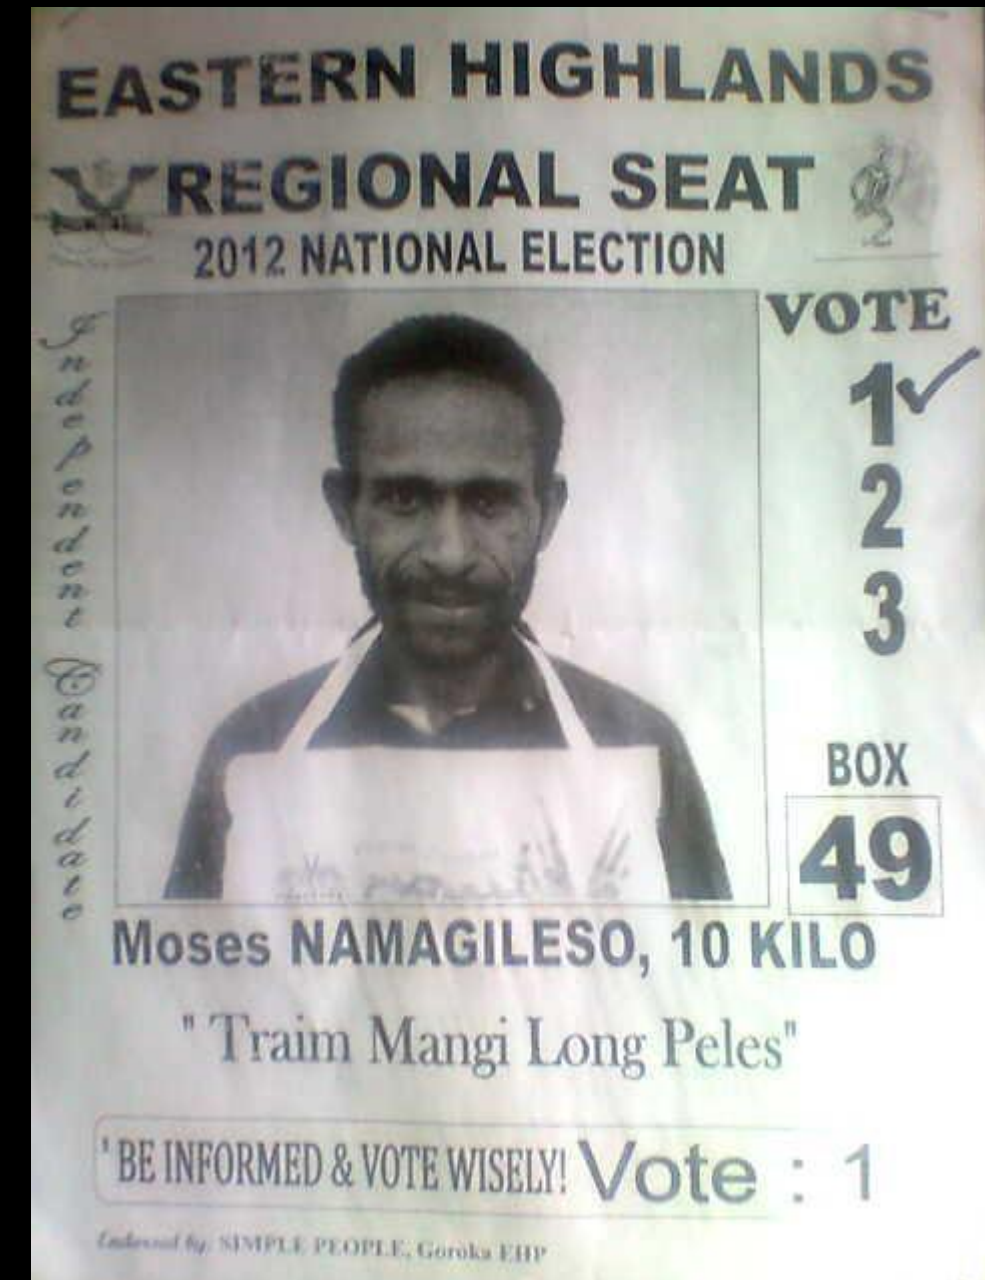 EASTERN HIGHLANDS
REGIONAL SEAT
2012 NATIONAL ELECTION
Independent Candidate
VOTE
1✓
2
3
BOX
49
Moses NAMAGILESO, 10 KILO
" Traim Mangi Long Peles"
'BE INFORMED & VOTE WISELY! Vote : 1
Endorsed by: SIMPLE PEOPLE, Goroka EHP